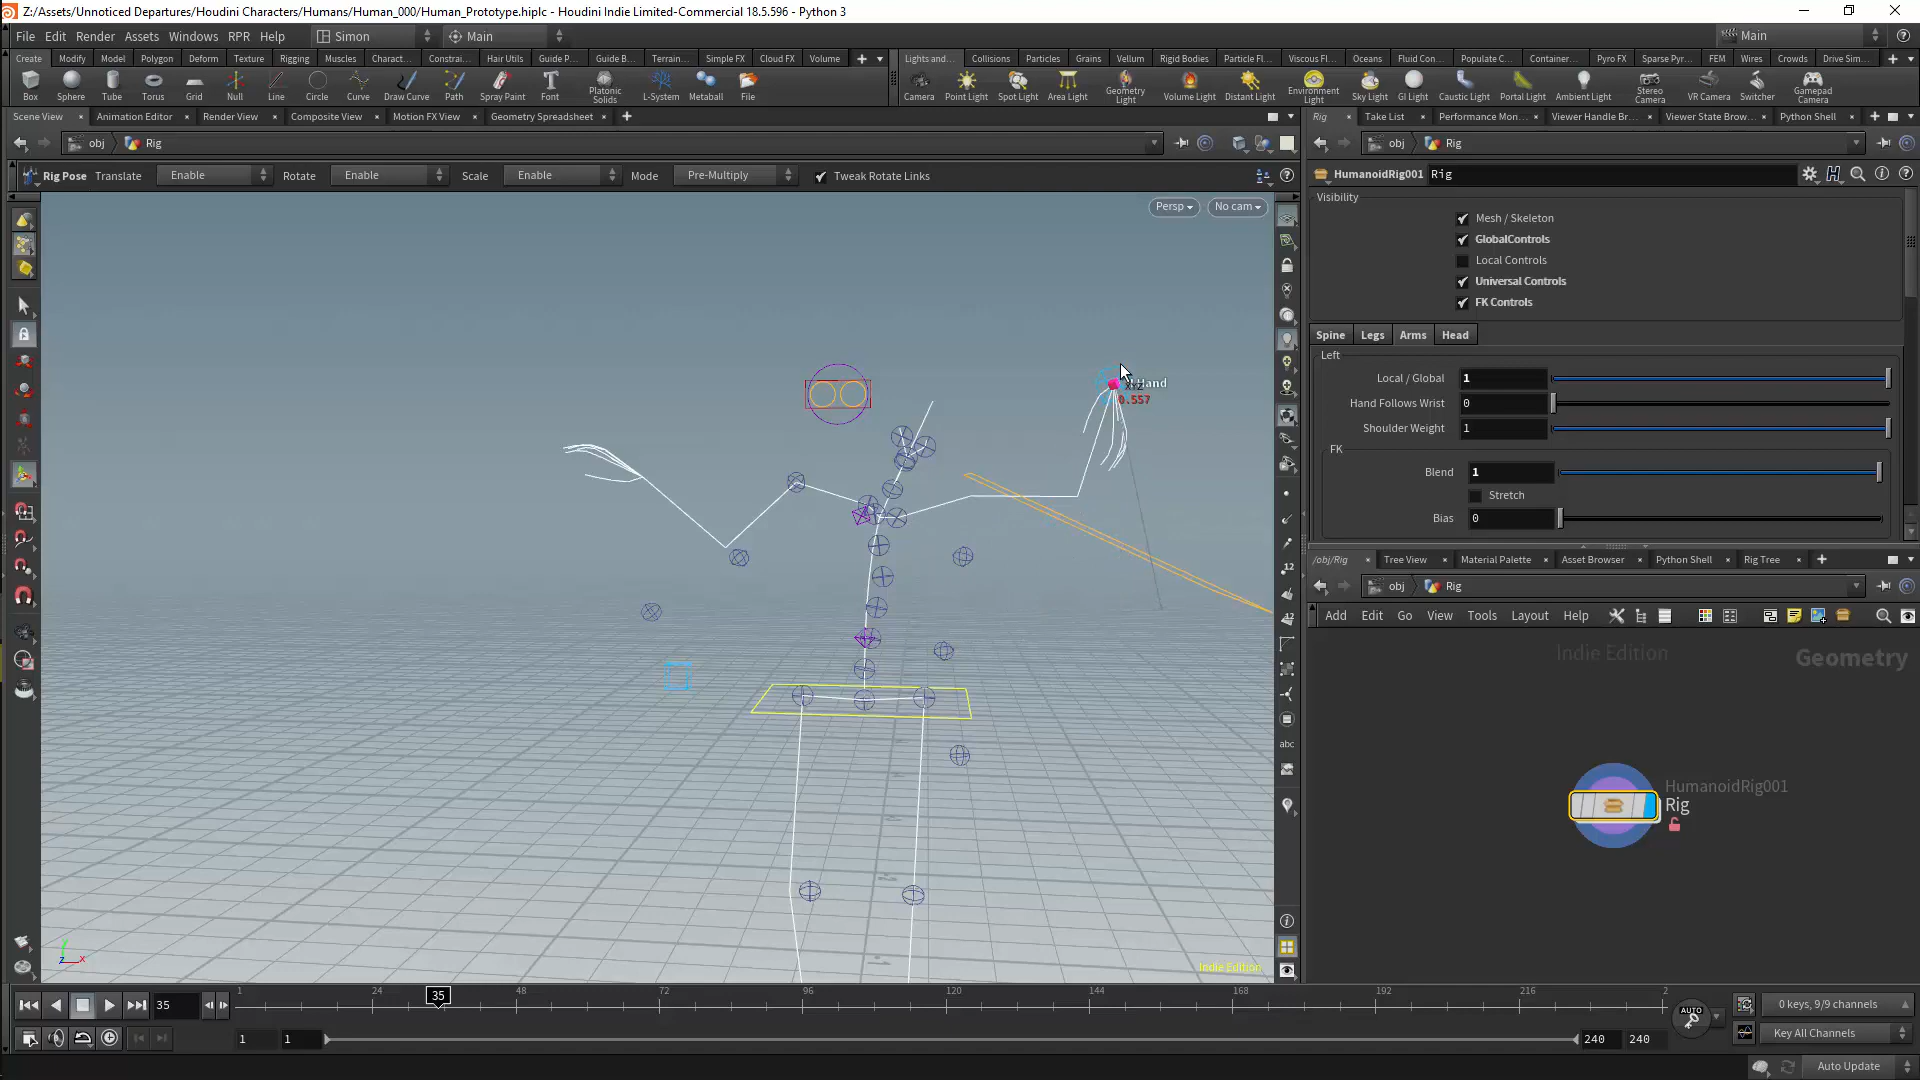 Z:/Assets/Unnoticed Departures/Houdini Characters/Humans/Human_000/Human_Prototype.hiplc - Houdini Indie Limited-Commercial 18.5.596 - Python 3
File Edit Render Assets Windows RPR Help Simon Main Main
Create Modify Model Polygon Deform Texture Rigging Muscles Charact... Constrai... Hair Utils Guide P... Guide B... Terrain... Simple FX Cloud FX Volume
Lights and... Collisions Particles Grains Vellum Rigid Bodies Particle Fl... Viscous Fl... Oceans Fluid Con... Populate C... Container... Pyro FX Sparse Pyr... FEM Wires Crowds Drive Sim...
Box Sphere Tube Torus Grid Null Line Circle Curve Draw Curve Path Spray Paint Font Platonic Solids L-System Metaball File
Camera Point Light Spot Light Area Light Geometry Light Volume Light Distant Light Environment Light Sky Light GI Light Caustic Light Portal Light Ambient Light Stereo Camera VR Camera Switcher Gamepad Camera
Scene View Animation Editor Render View Composite View Motion FX View Geometry Spreadsheet
Rig Take List Performance Mon... Viewer Handle Br... Viewer State Brow... Python Shell
obj Rig
obj Rig
Rig Pose Translate Enable Rotate Enable Scale Enable Mode Pre-Multiply Tweak Rotate Links
HumanoidRig001 Rig
Persp No cam
Visibility
Mesh / Skeleton
GlobalControls
Local Controls
Universal Controls
FK Controls
Spine Legs Arms Head
Left
Local / Global 1
Hand Follows Wrist 0
Shoulder Weight 1
FK
Blend 1
Stretch
Bias 0
Hand
0.557
/obj/Rig Tree View Material Palette Asset Browser Python Shell Rig Tree
obj Rig
Add Edit Go View Tools Layout Help
Indie Edition Geometry
HumanoidRig001
Rig
abc
Indie Edition
35 1 24 35 48 72 96 120 144 168 192 216 2
AUTO 0 keys, 9/9 channels
1 1 240 240 Key All Channels
Auto Update